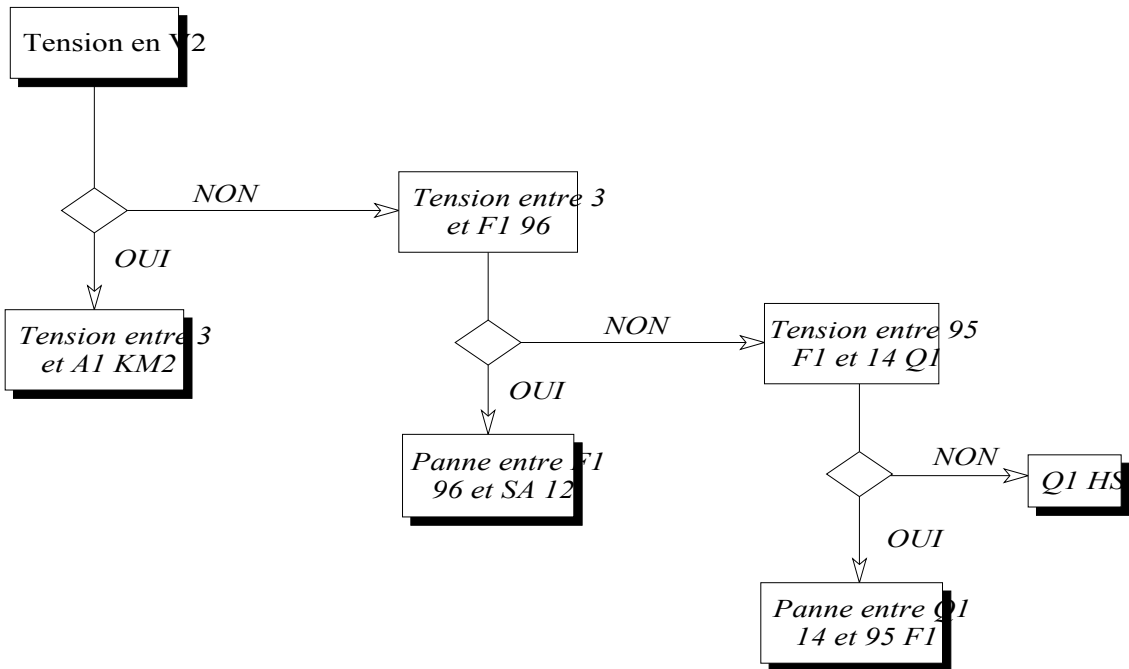 Tension en V2
NON
Tension entre 3
et F1 96
OUI
Tension entre 3
et A1 KM2
NON
Tension entre 95
F1 et 14 Q1
OUI
Panne entre F1
96 et SA 12
NON
Q1 HS
OUI
Panne entre Q1
14 et 95 F1